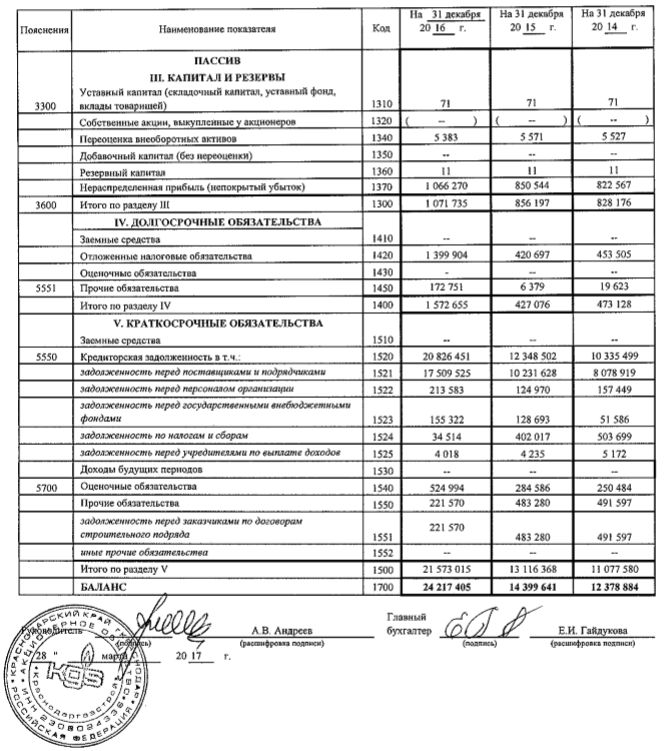 Пояснения Наименование показателя Код На 31 декабря 20 16 г. На 31 декабря 20 15 г. На 31 декабря 20 14 г.
ПАССИВ
III. КАПИТАЛ И РЕЗЕРВЫ
3300 Уставный капитал (складочный капитал, уставный фонд, вклады товарищей) 1310 71 71 71
Собственные акции, выкупленные у акционеров 1320 ( -- ) ( -- ) ( -- )
Переоценка внеоборотных активов 1340 5 383 5 571 5 527
Добавочный капитал (без переоценки) 1350 -- -- --
Резервный капитал 1360 11 11 11
Нераспределенная прибыль (непокрытый убыток) 1370 1 066 270 850 544 822 567
3600 Итого по разделу III 1300 1 071 735 856 197 828 176
IV. ДОЛГОСРОЧНЫЕ ОБЯЗАТЕЛЬСТВА
Заемные средства 1410 -- -- --
Отложенные налоговые обязательства 1420 1 399 904 420 697 453 505
Оценочные обязательства 1430 - -- --
5551 Прочие обязательства 1450 172 751 6 379 19 623
Итого по разделу IV 1400 1 572 655 427 076 473 128
V. КРАТКОСРОЧНЫЕ ОБЯЗАТЕЛЬСТВА
Заемные средства 1510 -- -- --
5550 Кредиторская задолженность в т.ч.: 1520 20 826 451 12 348 502 10 335 499
задолженность перед поставщиками и подрядчиками 1521 17 509 525 10 231 628 8 078 919
задолженность перед персоналом организации 1522 213 583 124 970 157 449
задолженность перед государственными внебюджетными
фондами 1523 155 322 128 693 51 586
задолженность по налогам и сборам 1524 34 514 402 017 503 699
задолженность перед учредителями по выплате доходов 1525 4 018 4 235 5 172
Доходы будущих периодов 1530 -- -- --
5700 Оценочные обязательства 1540 524 994 284 586 250 484
Прочие обязательства 1550 221 570 483 280 491 597
задолженность перед заказчиками по договорам
строительного подряда 1551 221 570 483 280 491 597
иные прочие обязательства 1552 -- -- --
Итого по разделу V 1500 21 573 015 13 116 368 11 077 580
БАЛАНС 1700 24 217 405 14 399 641 12 378 884
Руководитель А.В. Андреев Главный бухгалтер Е.И. Гайдукова
(подпись) (расшифровка подписи) (подпись) (расшифровка подписи)
28 " марта 20 17 г.
КРАСНОДАРСКИЙ КРАЙ
АКЦИОНЕРНОЕ ОБЩЕСТВО
Краснодаргазстрой
ИНН 2308024336
РОССИЙСКАЯ ФЕДЕРАЦИЯ